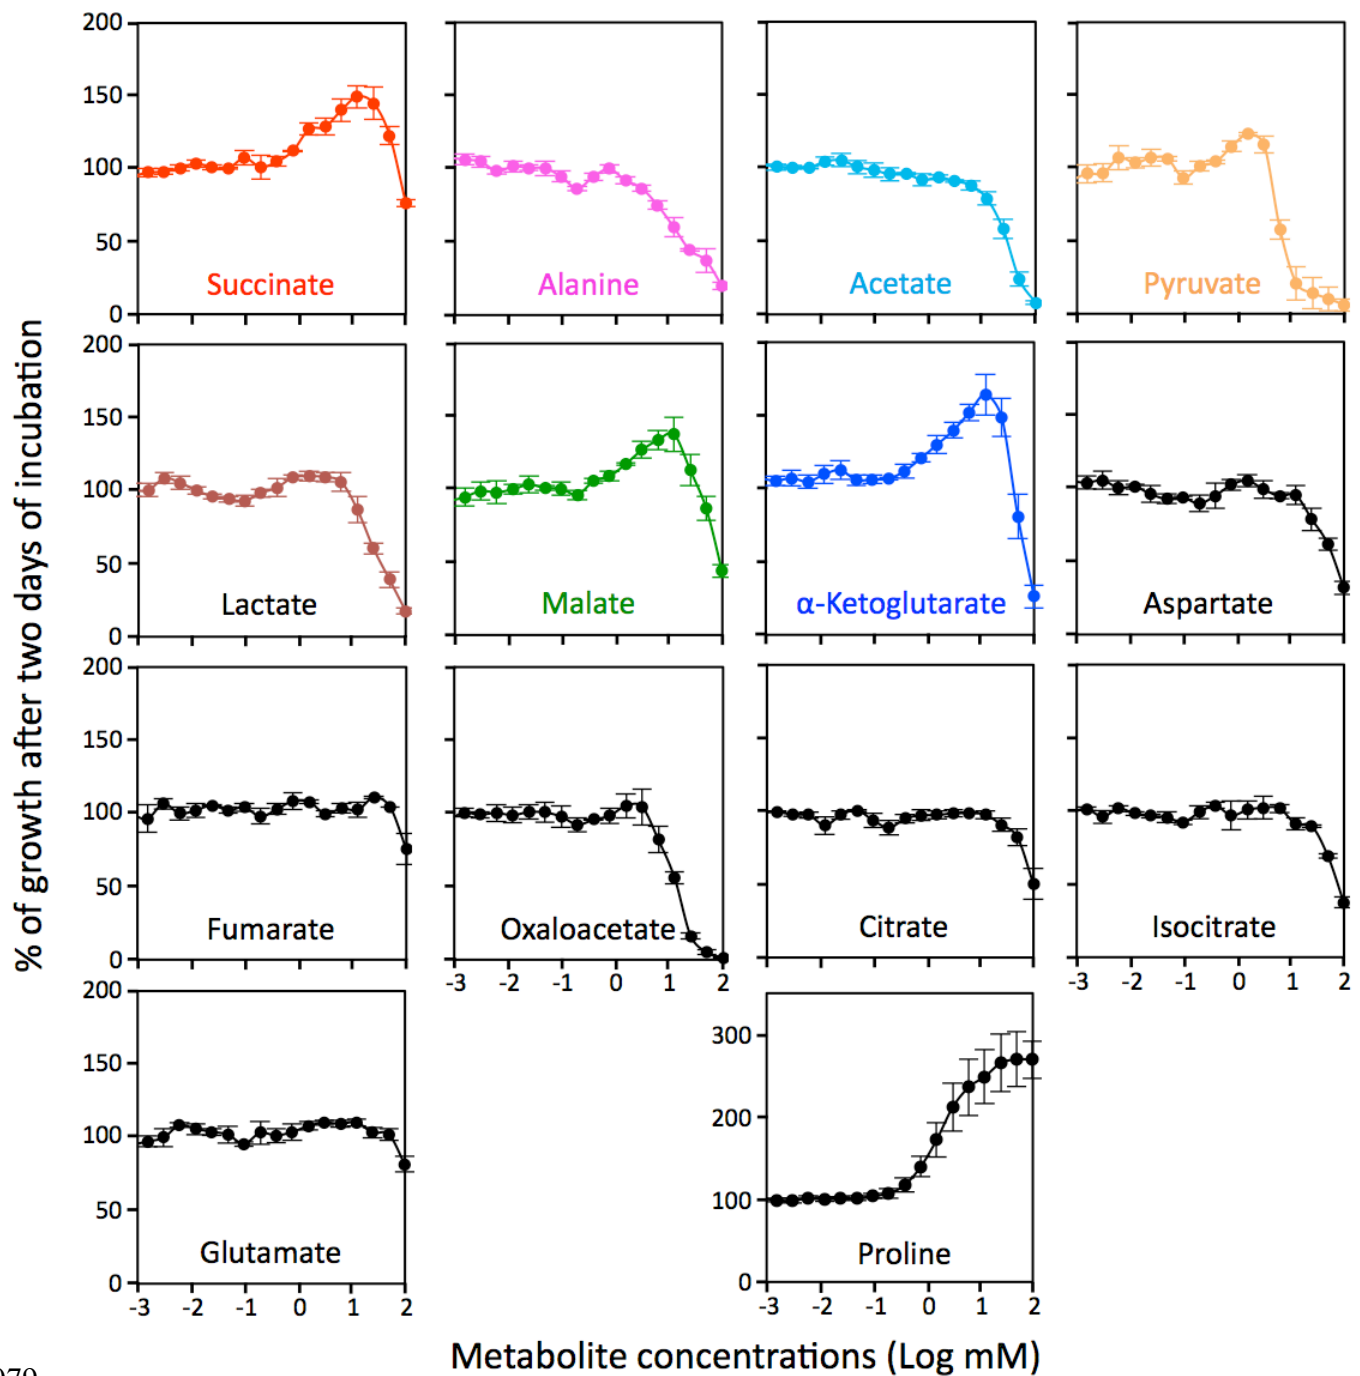 % of growth after two days of incubation
200
150
100
50
0
Succinate
Alanine
Acetate
Pyruvate
200
150
100
50
0
Lactate
Malate
α-Ketoglutarate
Aspartate
200
150
100
50
0
Fumarate
Oxaloacetate
Citrate
Isocitrate
-3 -2 -1 0 1 2
-3 -2 -1 0 1 2
200
150
100
50
0
Glutamate
-3 -2 -1 0 1 2
300
200
100
0
Proline
-3 -2 -1 0 1 2
Metabolite concentrations (Log mM)